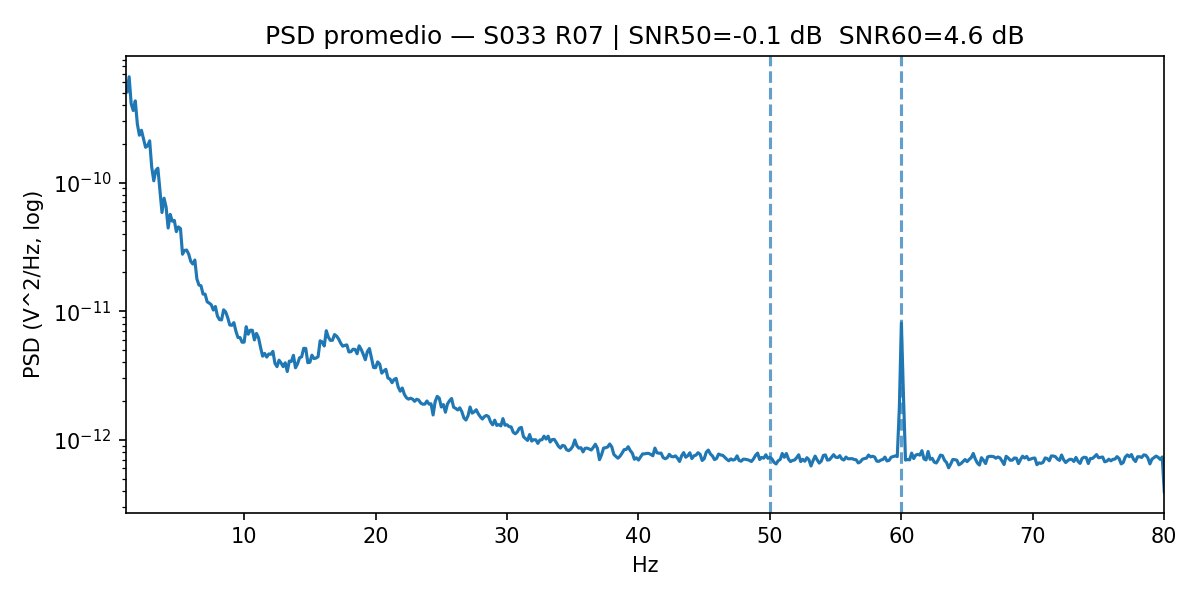 PSD promedio — S033 R07 | SNR50=-0.1 dB  SNR60=4.6 dB
PSD (V^2/Hz, log)
10⁻¹⁰
10⁻¹¹
10⁻¹²
10 20 30 40 50 60 70 80
Hz